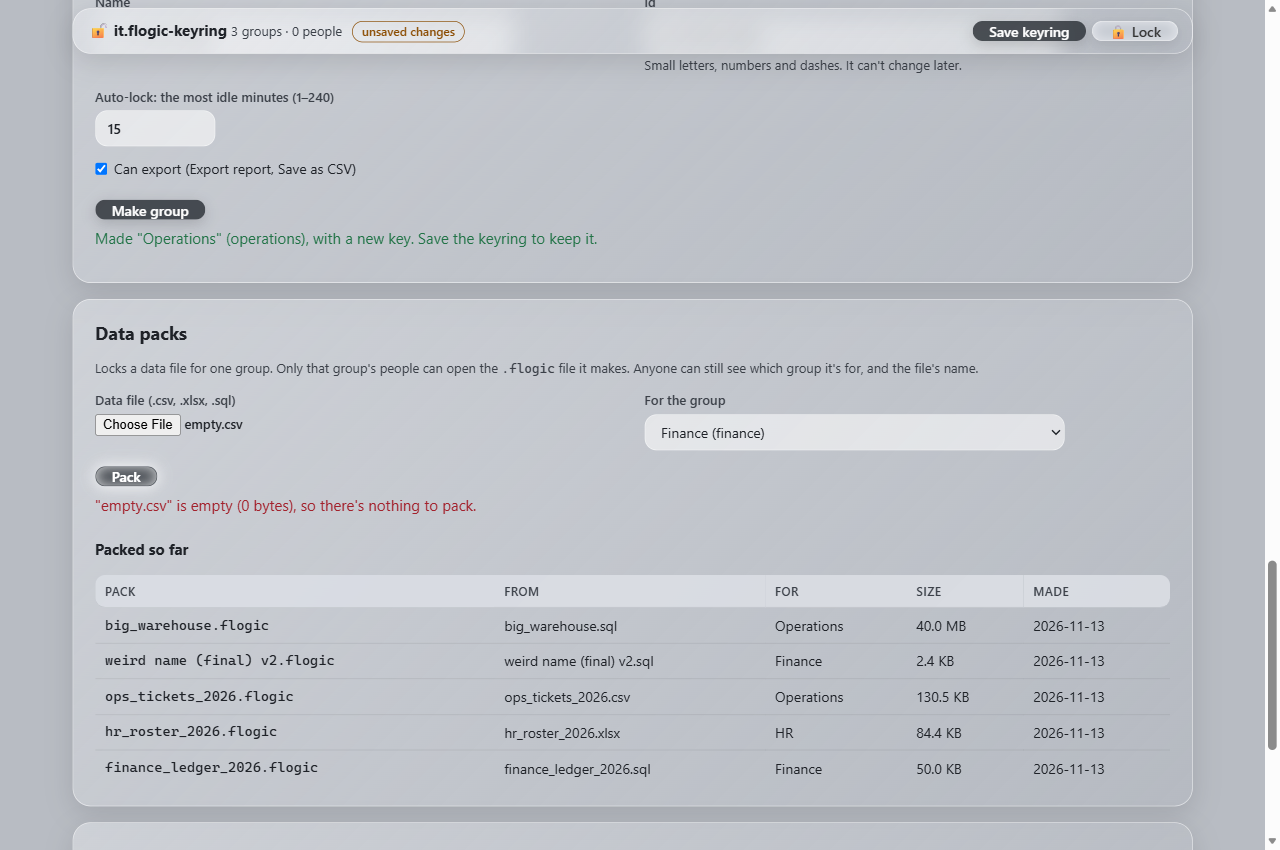 Name Id
it.flogic-keyring 3 groups · 0 people unsaved changes Save keyring Lock
Small letters, numbers and dashes. It can't change later.
Auto-lock: the most idle minutes (1–240)
15
Can export (Export report, Save as CSV)
Make group
Made "Operations" (operations), with a new key. Save the keyring to keep it.
Data packs
Locks a data file for one group. Only that group's people can open the .flogic file it makes. Anyone can still see which group it's for, and the file's name.
Data file (.csv, .xlsx, .sql) For the group
Choose File empty.csv Finance (finance)
Pack
"empty.csv" is empty (0 bytes), so there's nothing to pack.
Packed so far
PACK FROM FOR SIZE MADE
big_warehouse.flogic big_warehouse.sql Operations 40.0 MB 2026-11-13
weird name (final) v2.flogic weird name (final) v2.sql Finance 2.4 KB 2026-11-13
ops_tickets_2026.flogic ops_tickets_2026.csv Operations 130.5 KB 2026-11-13
hr_roster_2026.flogic hr_roster_2026.xlsx HR 84.4 KB 2026-11-13
finance_ledger_2026.flogic finance_ledger_2026.sql Finance 50.0 KB 2026-11-13